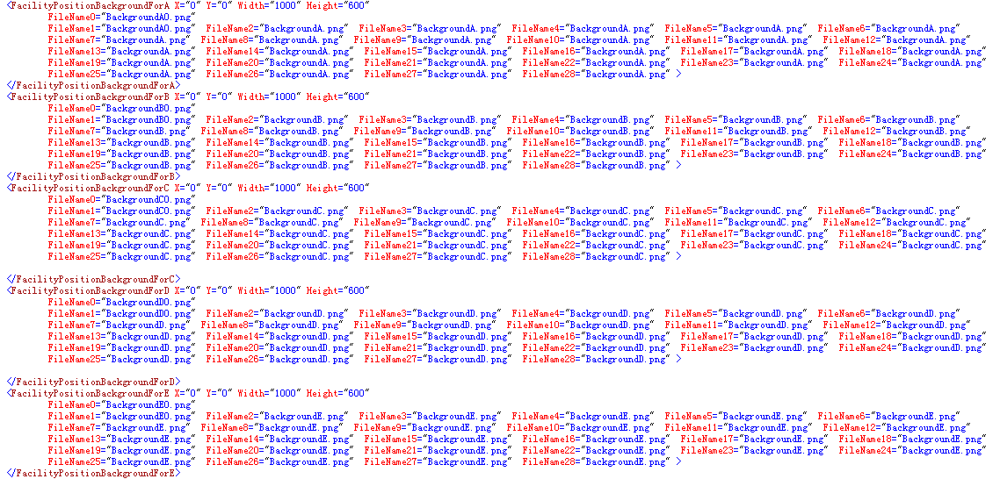 <FacilityPositionBackgroundForA X="0" Y="0" Width="1000" Height="600"
FileName0="BackgroundA0.png"
FileName1="BackgroundA0.png" FileName2="BackgroundA.png" FileName3="BackgroundA.png" FileName4="BackgroundA.png" FileName5="BackgroundA.png" FileName6="BackgroundA.png"
FileName7="BackgroundA.png" FileName8="BackgroundA.png" FileName9="BackgroundA.png" FileName10="BackgroundA.png" FileName11="BackgroundA.png" FileName12="BackgroundA.png"
FileName13="BackgroundA.png" FileName14="BackgroundA.png" FileName15="BackgroundA.png" FileName16="BackgroundA.png" FileName17="BackgroundA.png" FileName18="BackgroundA.png"
FileName19="BackgroundA.png" FileName20="BackgroundA.png" FileName21="BackgroundA.png" FileName22="BackgroundA.png" FileName23="BackgroundA.png" FileName24="BackgroundA.png"
FileName25="BackgroundA.png" FileName26="BackgroundA.png" FileName27="BackgroundA.png" FileName28="BackgroundA.png" >
</FacilityPositionBackgroundForA>
<FacilityPositionBackgroundForB X="0" Y="0" Width="1000" Height="600"
FileName0="BackgroundB0.png"
FileName1="BackgroundB0.png" FileName2="BackgroundB.png" FileName3="BackgroundB.png" FileName4="BackgroundB.png" FileName5="BackgroundB.png" FileName6="BackgroundB.png"
FileName7="BackgroundB.png" FileName8="BackgroundB.png" FileName9="BackgroundB.png" FileName10="BackgroundB.png" FileName11="BackgroundB.png" FileName12="BackgroundB.png"
FileName13="BackgroundB.png" FileName14="BackgroundB.png" FileName15="BackgroundB.png" FileName16="BackgroundB.png" FileName17="BackgroundB.png" FileName18="BackgroundB.png"
FileName19="BackgroundB.png" FileName20="BackgroundB.png" FileName21="BackgroundB.png" FileName22="BackgroundB.png" FileName23="BackgroundB.png" FileName24="BackgroundB.png"
FileName25="BackgroundB.png" FileName26="BackgroundB.png" FileName27="BackgroundB.png" FileName28="BackgroundB.png" >
</FacilityPositionBackgroundForB>
<FacilityPositionBackgroundForC X="0" Y="0" Width="1000" Height="600"
FileName0="BackgroundC0.png"
FileName1="BackgroundC0.png" FileName2="BackgroundC.png" FileName3="BackgroundC.png" FileName4="BackgroundC.png" FileName5="BackgroundC.png" FileName6="BackgroundC.png"
FileName7="BackgroundC.png" FileName8="BackgroundC.png" FileName9="BackgroundC.png" FileName10="BackgroundC.png" FileName11="BackgroundC.png" FileName12="BackgroundC.png"
FileName13="BackgroundC.png" FileName14="BackgroundC.png" FileName15="BackgroundC.png" FileName16="BackgroundC.png" FileName17="BackgroundC.png" FileName18="BackgroundC.png"
FileName19="BackgroundC.png" FileName20="BackgroundC.png" FileName21="BackgroundC.png" FileName22="BackgroundC.png" FileName23="BackgroundC.png" FileName24="BackgroundC.png"
FileName25="BackgroundC.png" FileName26="BackgroundC.png" FileName27="BackgroundC.png" FileName28="BackgroundC.png" >
</FacilityPositionBackgroundForC>
<FacilityPositionBackgroundForD X="0" Y="0" Width="1000" Height="600"
FileName0="BackgroundD0.png"
FileName1="BackgroundD0.png" FileName2="BackgroundD.png" FileName3="BackgroundD.png" FileName4="BackgroundD.png" FileName5="BackgroundD.png" FileName6="BackgroundD.png"
FileName7="BackgroundD.png" FileName8="BackgroundD.png" FileName9="BackgroundD.png" FileName10="BackgroundD.png" FileName11="BackgroundD.png" FileName12="BackgroundD.png"
FileName13="BackgroundD.png" FileName14="BackgroundD.png" FileName15="BackgroundD.png" FileName16="BackgroundD.png" FileName17="BackgroundD.png" FileName18="BackgroundD.png"
FileName19="BackgroundD.png" FileName20="BackgroundD.png" FileName21="BackgroundD.png" FileName22="BackgroundD.png" FileName23="BackgroundD.png" FileName24="BackgroundD.png"
FileName25="BackgroundD.png" FileName26="BackgroundD.png" FileName27="BackgroundD.png" FileName28="BackgroundD.png" >
</FacilityPositionBackgroundForD>
<FacilityPositionBackgroundForE X="0" Y="0" Width="1000" Height="600"
FileName0="BackgroundE0.png"
FileName1="BackgroundE0.png" FileName2="BackgroundE.png" FileName3="BackgroundE.png" FileName4="BackgroundE.png" FileName5="BackgroundE.png" FileName6="BackgroundE.png"
FileName7="BackgroundE.png" FileName8="BackgroundE.png" FileName9="BackgroundE.png" FileName10="BackgroundE.png" FileName11="BackgroundE.png" FileName12="BackgroundE.png"
FileName13="BackgroundE.png" FileName14="BackgroundE.png" FileName15="BackgroundE.png" FileName16="BackgroundE.png" FileName17="BackgroundE.png" FileName18="BackgroundE.png"
FileName19="BackgroundE.png" FileName20="BackgroundE.png" FileName21="BackgroundE.png" FileName22="BackgroundE.png" FileName23="BackgroundE.png" FileName24="BackgroundE.png"
FileName25="BackgroundE.png" FileName26="BackgroundE.png" FileName27="BackgroundE.png" FileName28="BackgroundE.png" >
</FacilityPositionBackgroundForE>